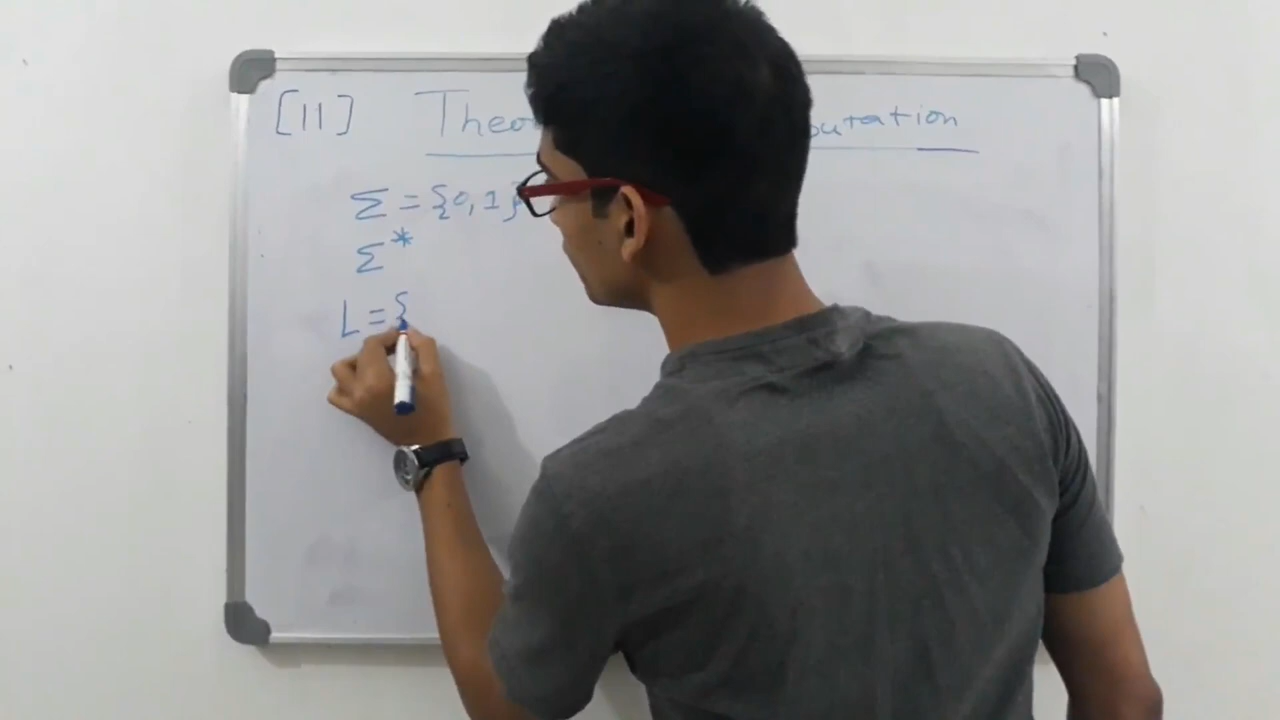 [11] Theo utation
Σ = {0,1}
Σ*
L = {